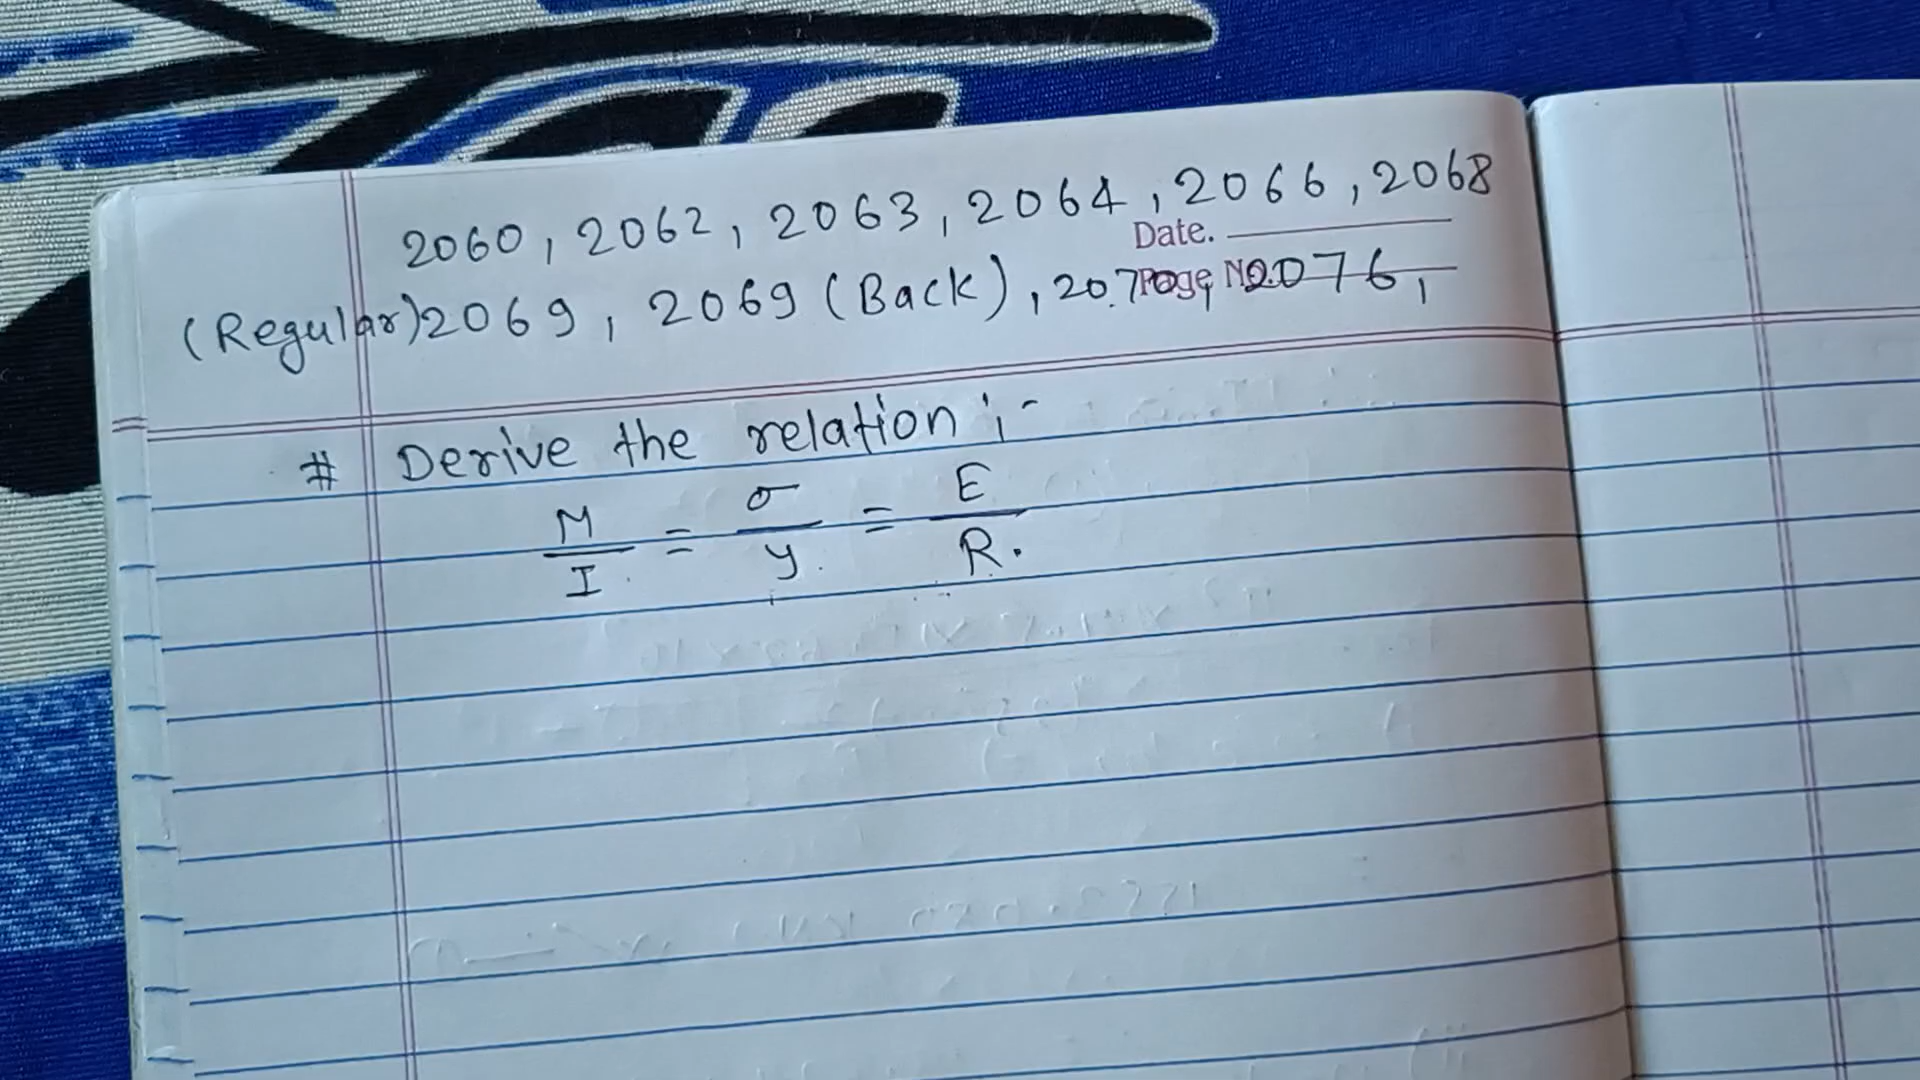 2060, 2062, 2063, 2064, 2066, 2068
Date.
(Regular) 2069, 2069 (Back), 2070, 2076,
Page No.
# Derive the relation :-
M/I = σ/y = E/R.